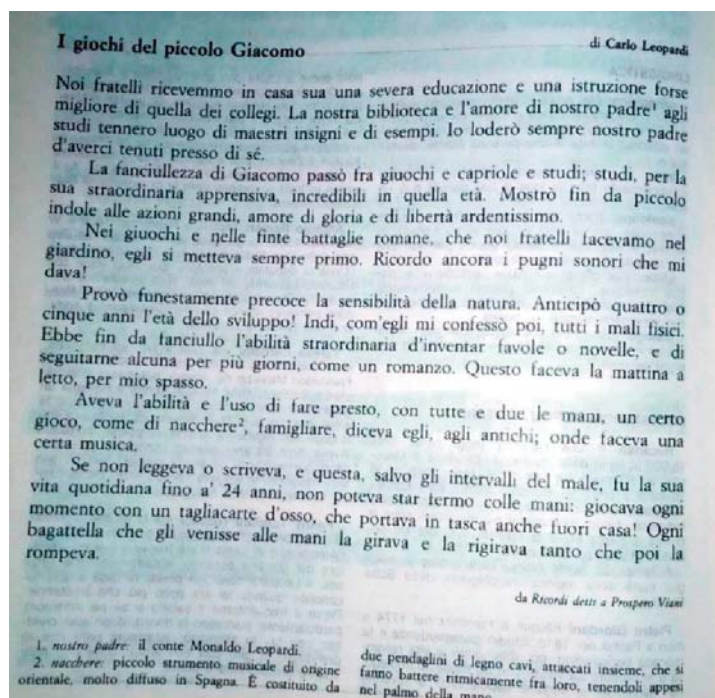 I giochi del piccolo Giacomo
di Carlo Leopardi
Noi fratelli ricevemmo in casa sua una severa educazione e una istruzione forse
migliore di quella dei collegi. La nostra biblioteca e l'amore di nostro padre¹ agli
studi tennero luogo di maestri insigni e di esempi. Io loderò sempre nostro padre
d'averci tenuti presso di sé.
La fanciullezza di Giacomo passò fra giuochi e capriole e studi; studi, per la
sua straordinaria apprensiva, incredibili in quella età. Mostrò fin da piccolo
indole alle azioni grandi, amore di gloria e di libertà ardentissimo.
Nei giuochi e nelle finte battaglie romane, che noi fratelli facevamo nel
giardino, egli si metteva sempre primo. Ricordo ancora i pugni sonori che mi
dava!
Provò funestamente precoce la sensibilità della natura. Anticipò quattro o
cinque anni l'età dello sviluppo! Indi, com'egli mi confessò poi, tutti i mali fisici.
Ebbe fin da fanciullo l'abilità straordinaria d'inventar favole o novelle, e di
seguitarne alcuna per più giorni, come un romanzo. Questo faceva la mattina a
letto, per mio spasso.
Aveva l'abilità e l'uso di fare presto, con tutte e due le mani, un certo
gioco, come di nacchere², famigliare, diceva egli, agli antichi; onde faceva una
certa musica.
Se non leggeva o scriveva, e questa, salvo gli intervalli del male, fu la sua
vita quotidiana fino a' 24 anni, non poteva star fermo colle mani: giocava ogni
momento con un tagliacarte d'osso, che portava in tasca anche fuori casa! Ogni
bagattella che gli venisse alle mani la girava e la rigirava tanto che poi la
rompeva.
da Ricordi detti a Prospero Viani
1. nostro padre: il conte Monaldo Leopardi.
2. nacchere: piccolo strumento musicale di origine
orientale, molto diffuso in Spagna. È costituito da
due pendaglini di legno cavi, attaccati insieme, che si
fanno battere ritmicamente fra loro, tenendoli appesi
nel palmo della mano